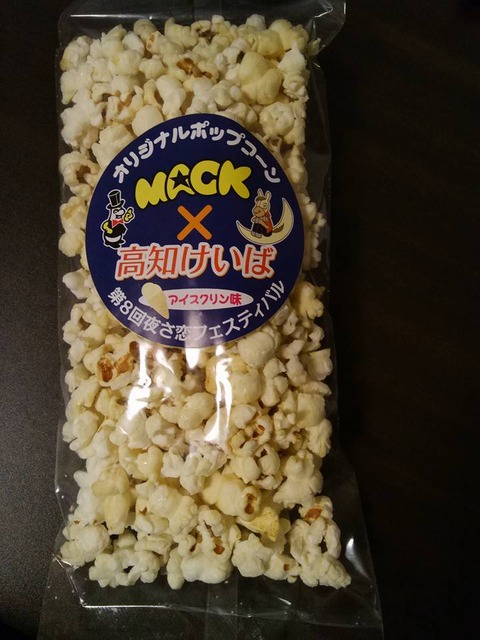 オリジナルポップコーン
M★CK
×
高知けいば
アイスクリン味
第8回夜さ恋フェスティバル